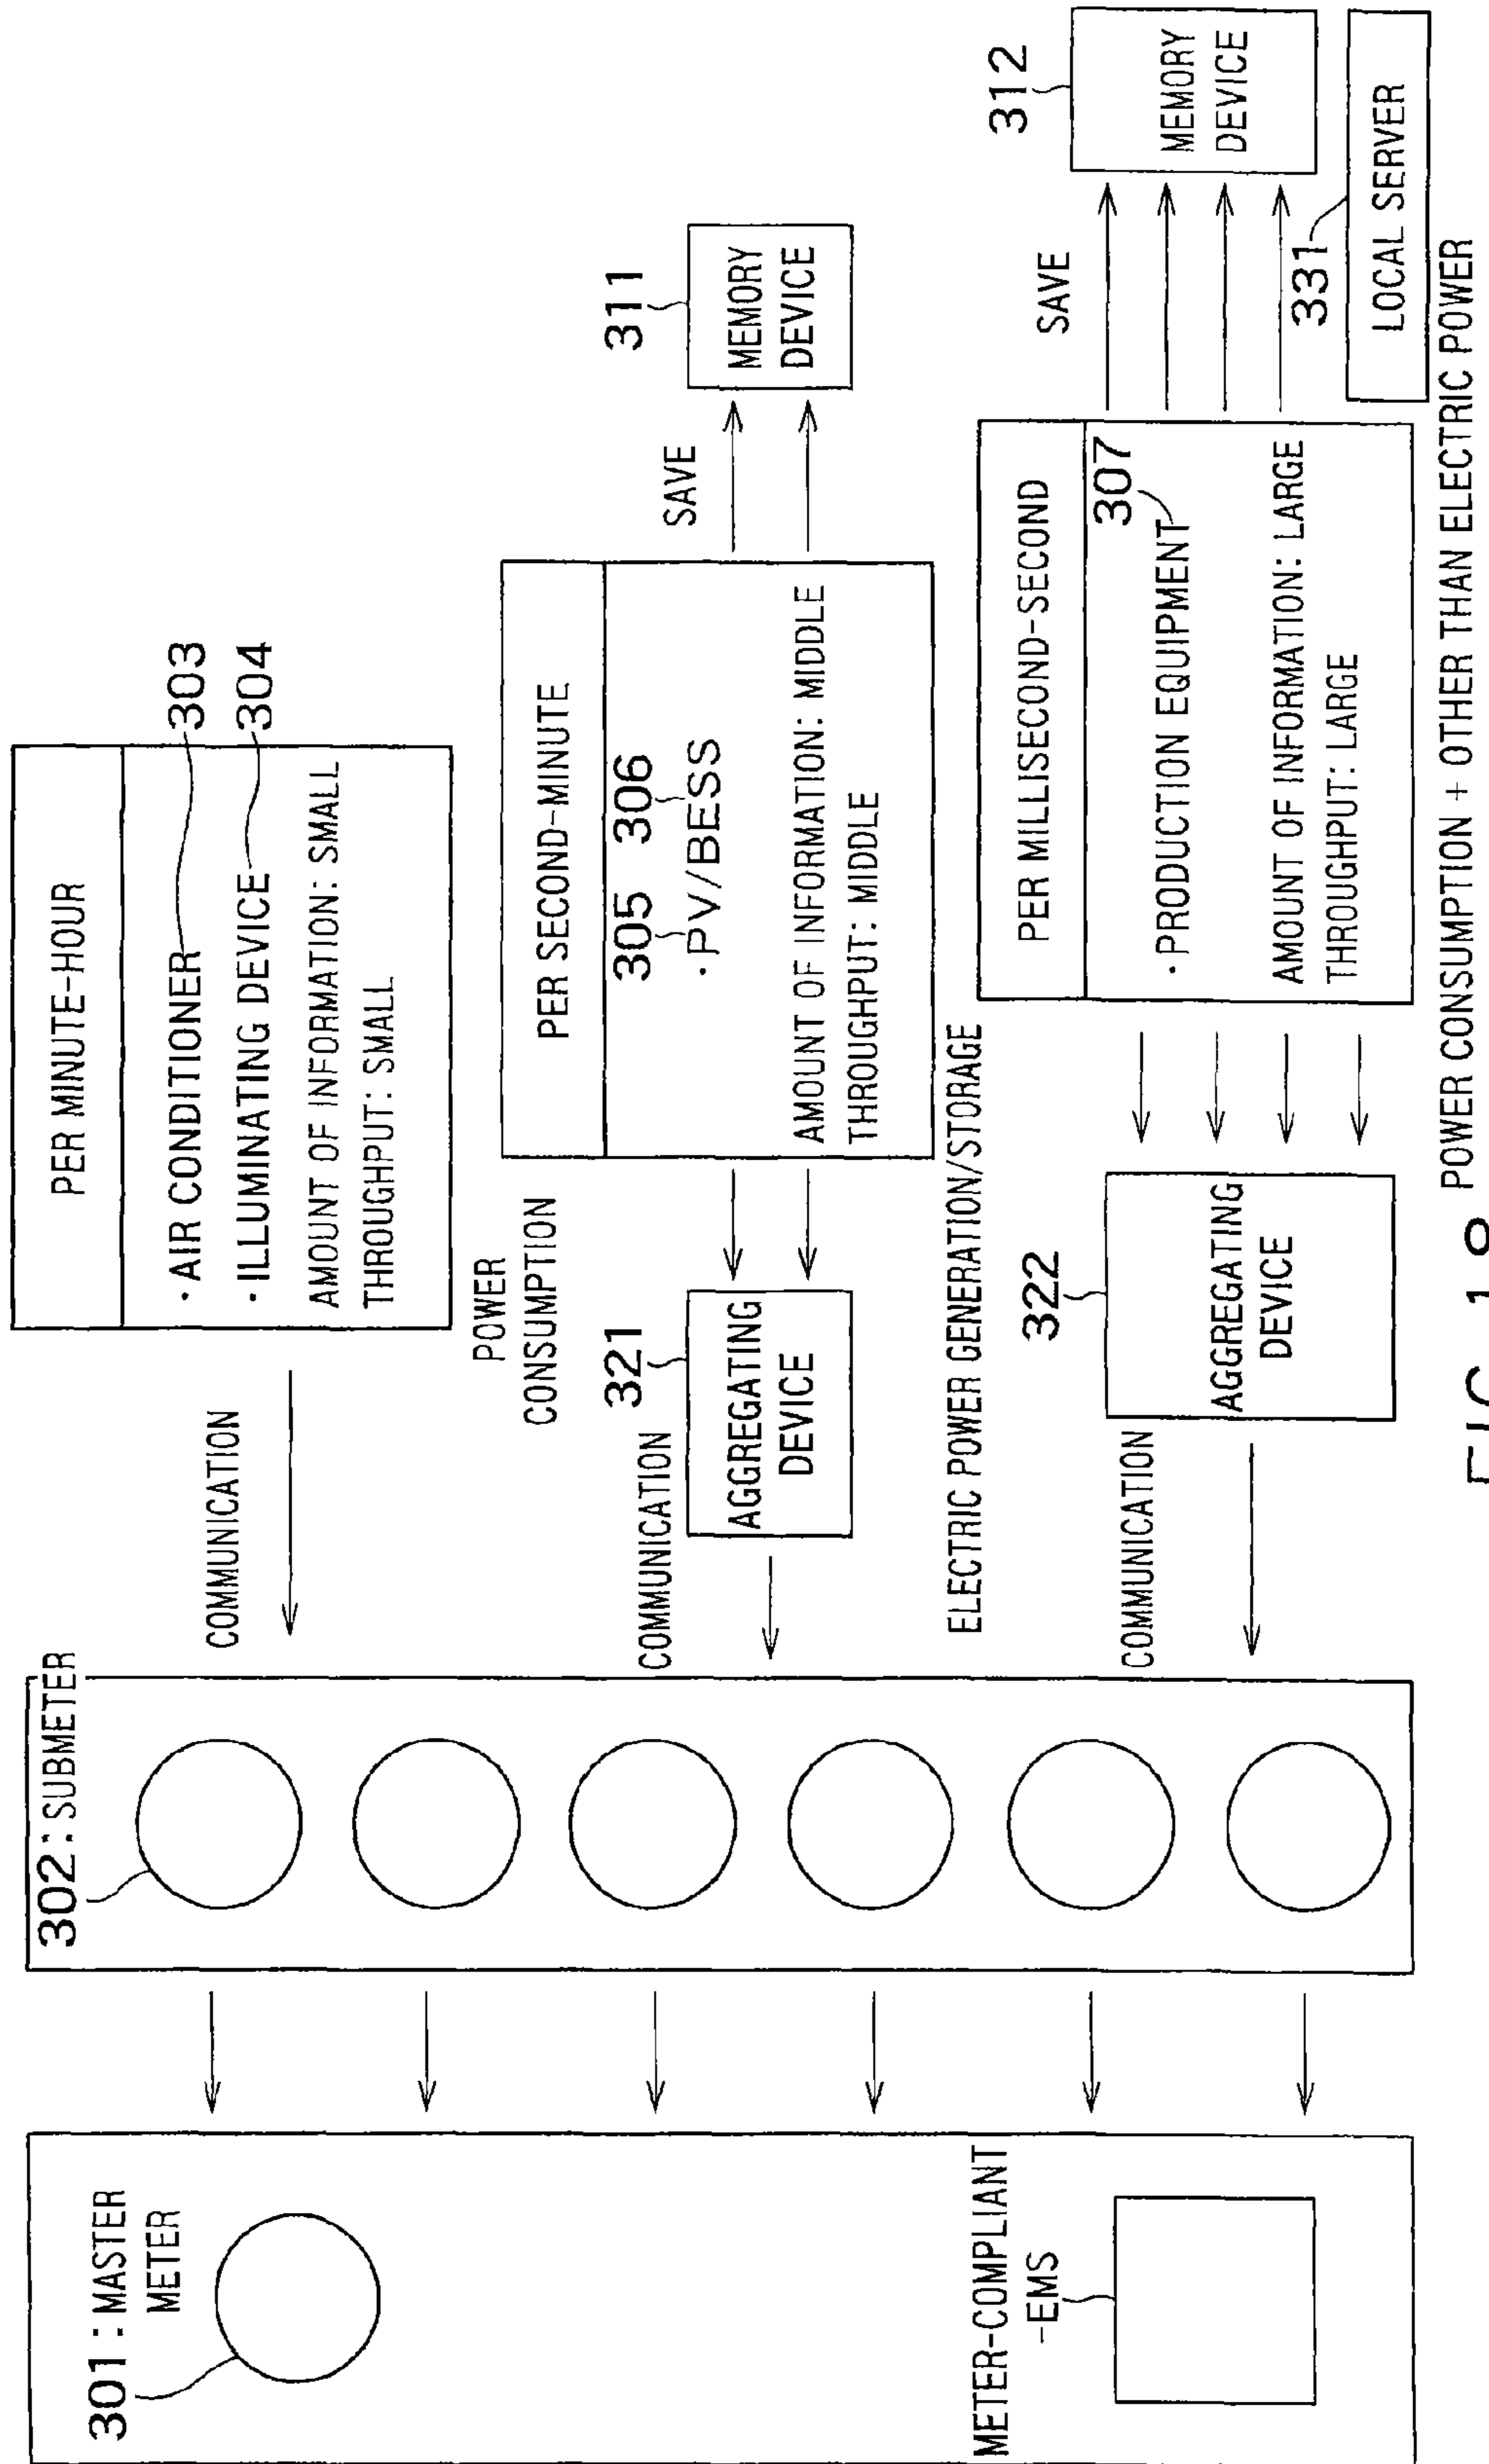 301 : MASTER
METER
METER-COMPLIANT
-EMS
302 : SUBMETER
COMMUNICATION
PER MINUTE-HOUR
· AIR CONDITIONER 303
· ILLUMINATING DEVICE 304
AMOUNT OF INFORMATION: SMALL
THROUGHPUT: SMALL
POWER
CONSUMPTION
COMMUNICATION
321
AGGREGATING
DEVICE
PER SECOND-MINUTE
305 306
· PV/BESS
AMOUNT OF INFORMATION: MIDDLE
THROUGHPUT: MIDDLE
SAVE
311
MEMORY
DEVICE
ELECTRIC POWER GENERATION/STORAGE
COMMUNICATION
322
AGGREGATING
DEVICE
PER MILLISECOND-SECOND
307
· PRODUCTION EQUIPMENT
AMOUNT OF INFORMATION: LARGE
THROUGHPUT: LARGE
SAVE
312
MEMORY
DEVICE
331
LOCAL SERVER
POWER CONSUMPTION + OTHER THAN ELECTRIC POWER